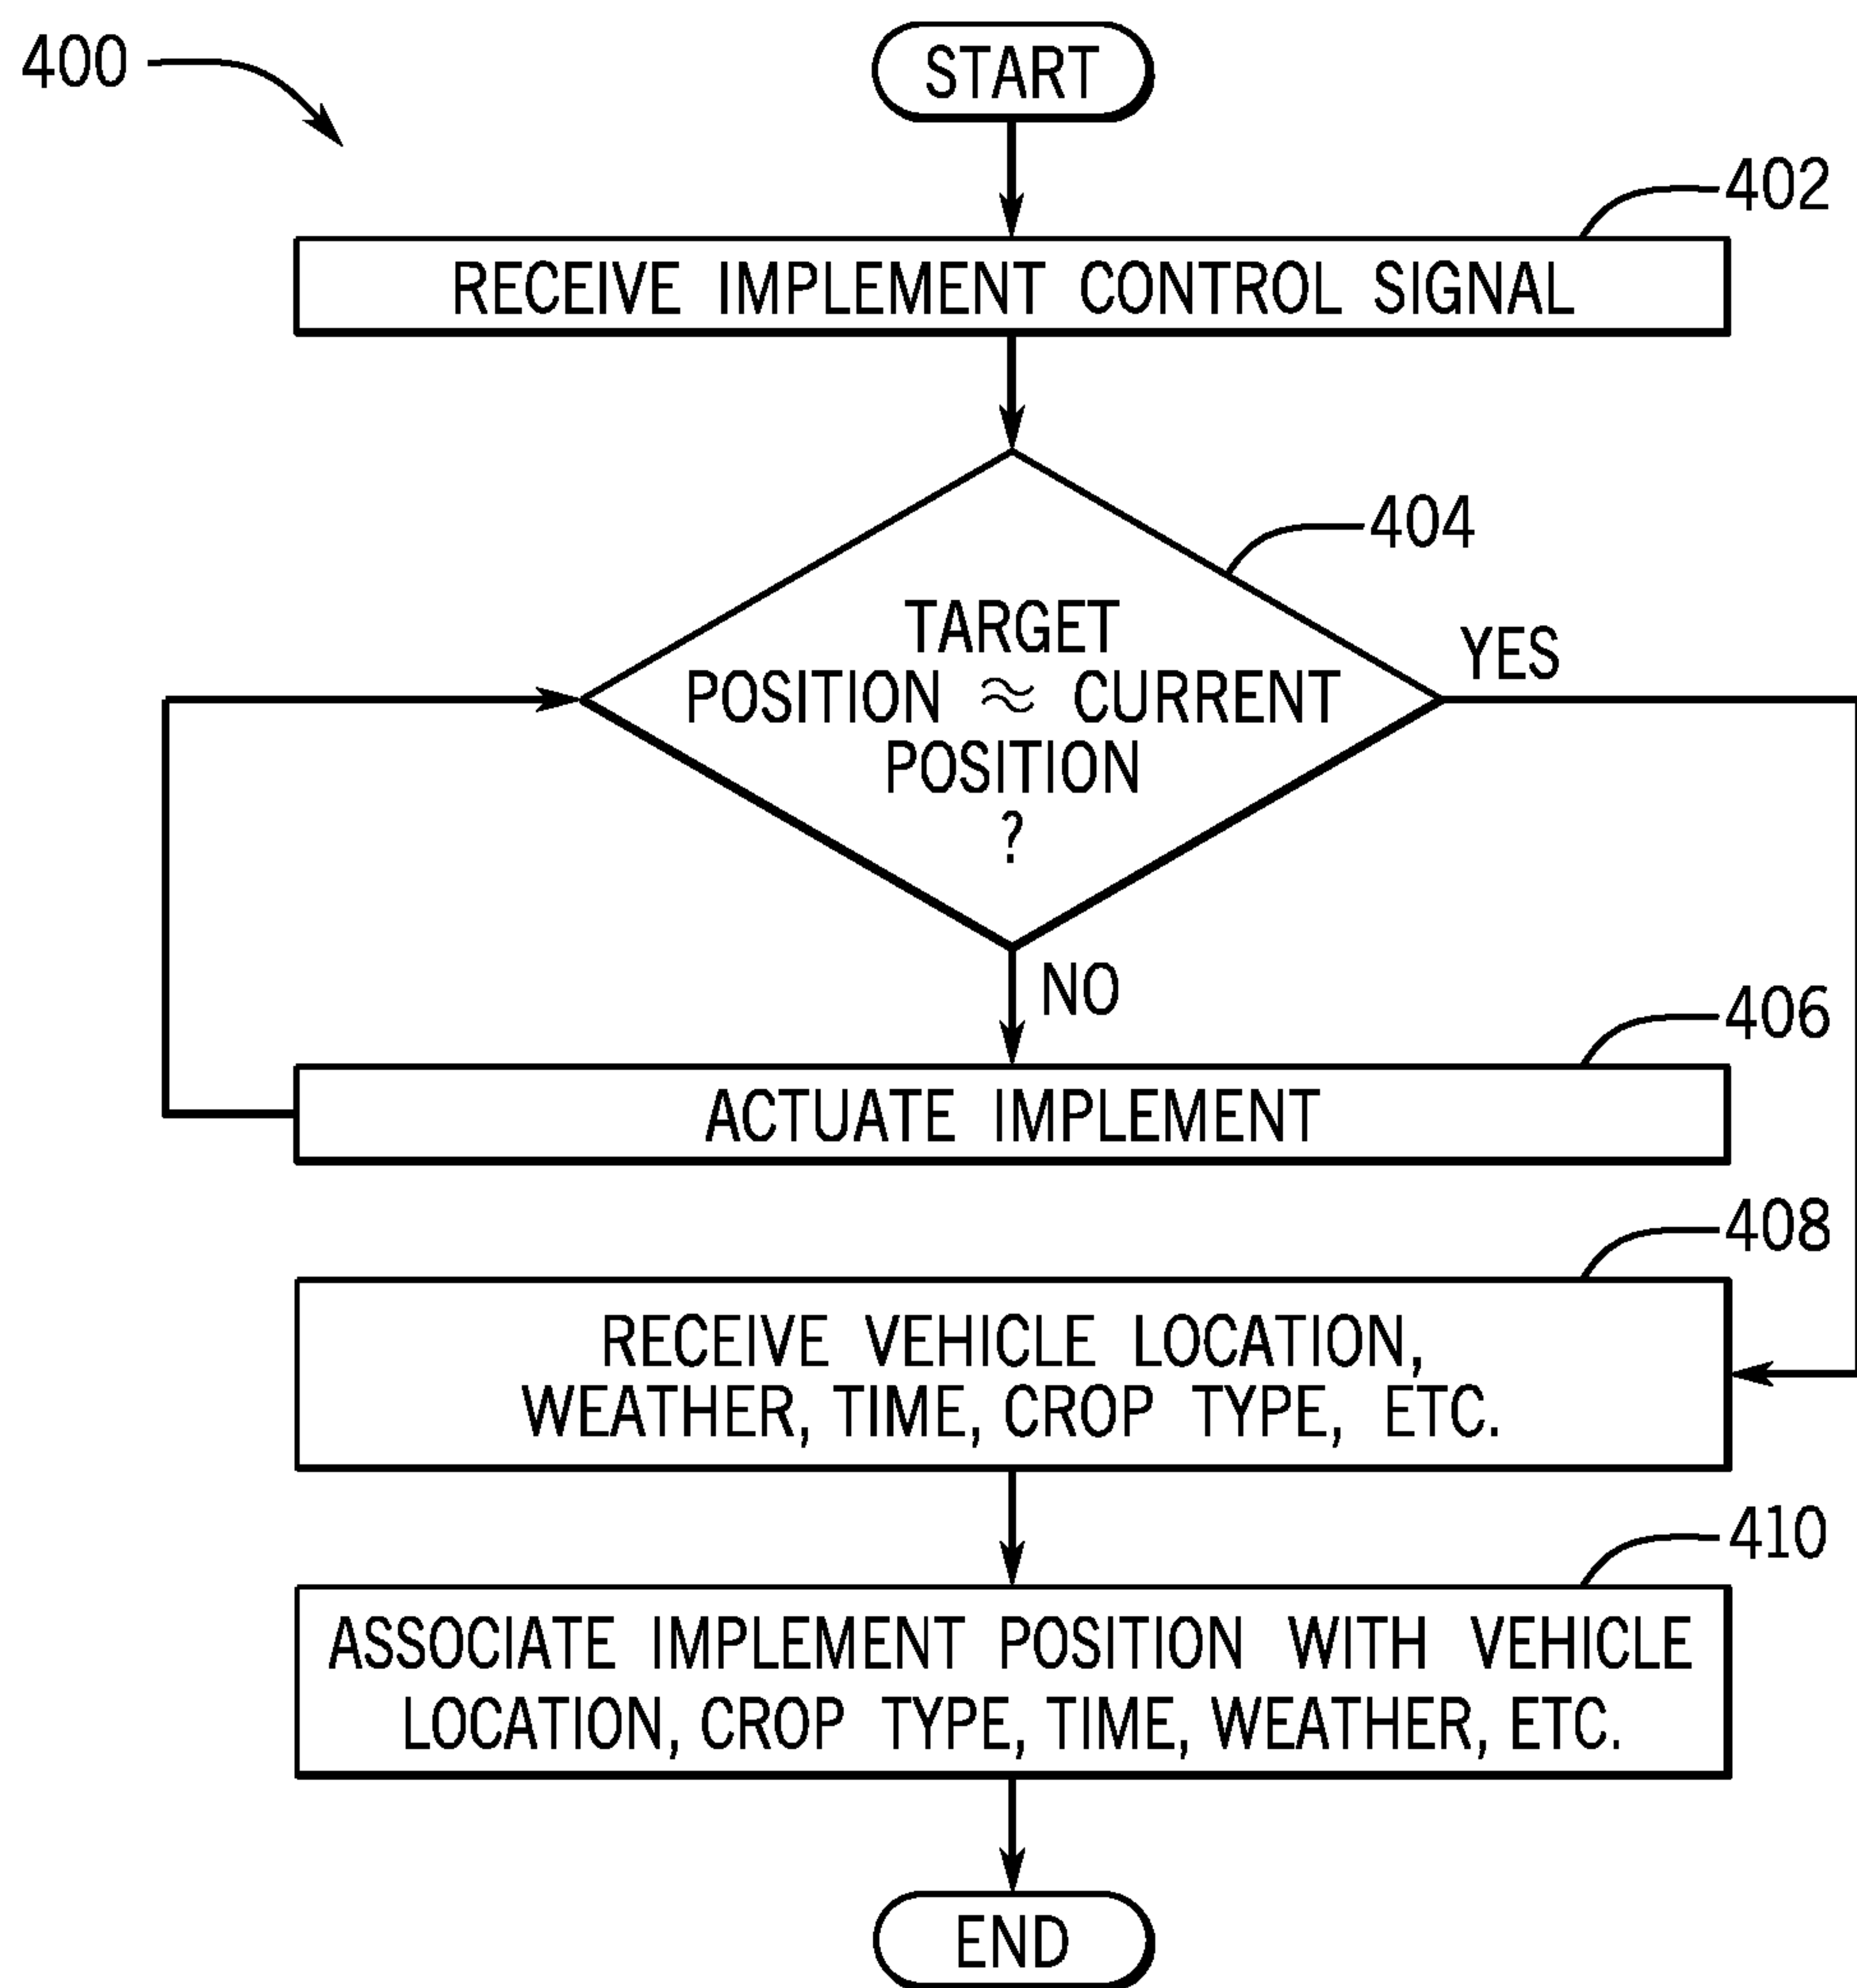 400
START
402
RECEIVE IMPLEMENT CONTROL SIGNAL
404
TARGET
POSITION ≈ CURRENT
POSITION
?
YES
NO
406
ACTUATE IMPLEMENT
408
RECEIVE VEHICLE LOCATION,
WEATHER, TIME, CROP TYPE, ETC.
410
ASSOCIATE IMPLEMENT POSITION WITH VEHICLE
LOCATION, CROP TYPE, TIME, WEATHER, ETC.
END